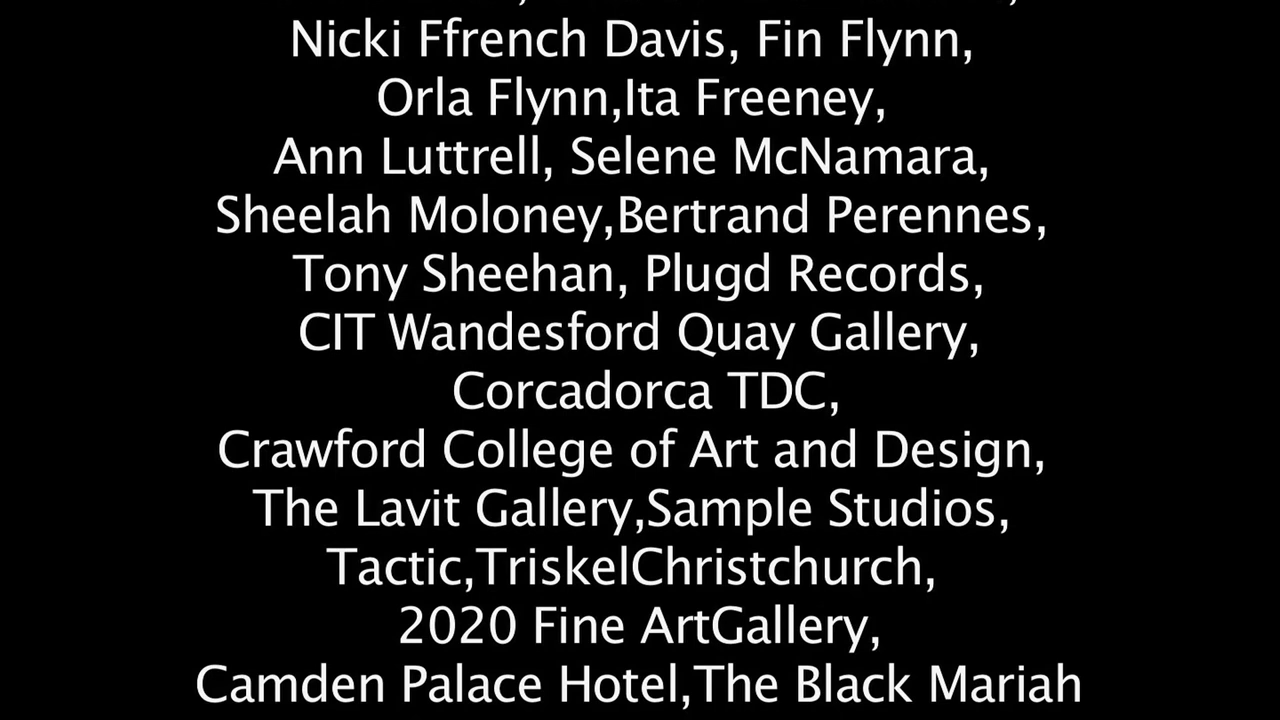 Nicki Ffrench Davis, Fin Flynn,
Orla Flynn,Ita Freeney,
Ann Luttrell, Selene McNamara,
Sheelah Moloney,Bertrand Perennes,
Tony Sheehan, Plugd Records,
CIT Wandesford Quay Gallery,
Corcadorca TDC,
Crawford College of Art and Design,
The Lavit Gallery,Sample Studios,
Tactic,TriskelChristchurch,
2020 Fine ArtGallery,
Camden Palace Hotel,The Black Mariah